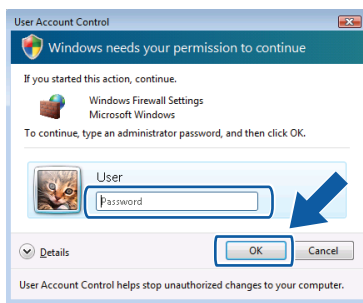 User Account Control
Windows needs your permission to continue
If you started this action, continue.
Windows Firewall Settings
Microsoft Windows
To continue, type an administrator password, and then click OK.
User
Password
Details
OK Cancel
User Account Control helps stop unauthorized changes to your computer.